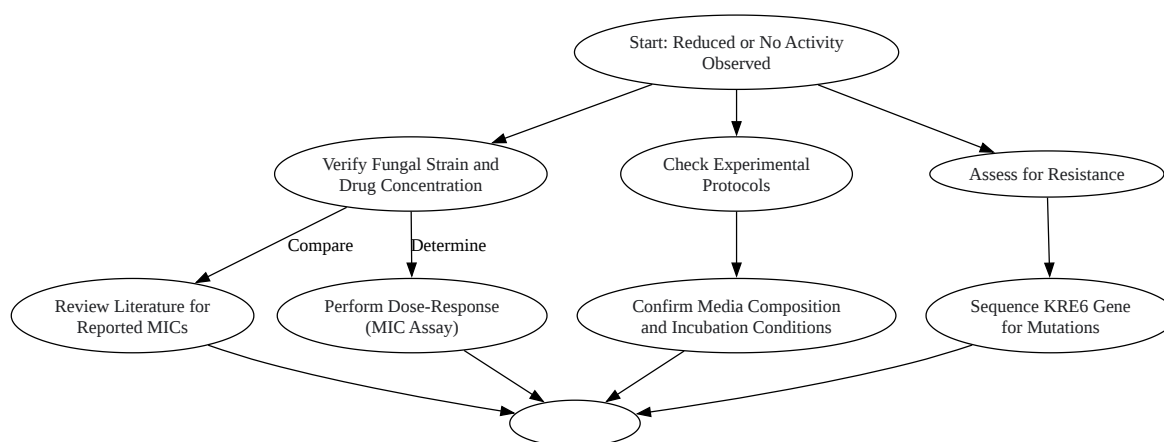 Start: Reduced or No Activity
Observed
Verify Fungal Strain and
Drug Concentration
Check Experimental
Protocols
Assess for Resistance
Compare
Determine
Review Literature for
Reported MICs
Perform Dose-Response
(MIC Assay)
Confirm Media Composition
and Incubation Conditions
Sequence KRE6 Gene
for Mutations